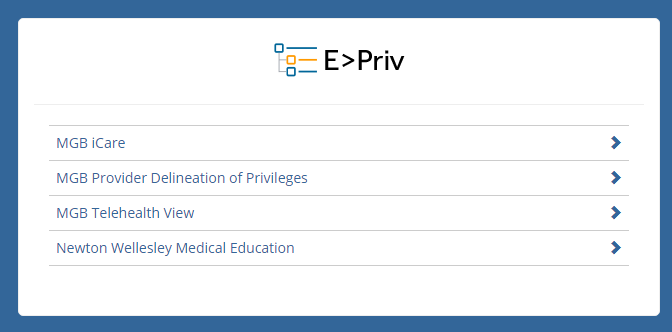 E>Priv
MGB iCare
MGB Provider Delineation of Privileges
MGB Telehealth View
Newton Wellesley Medical Education